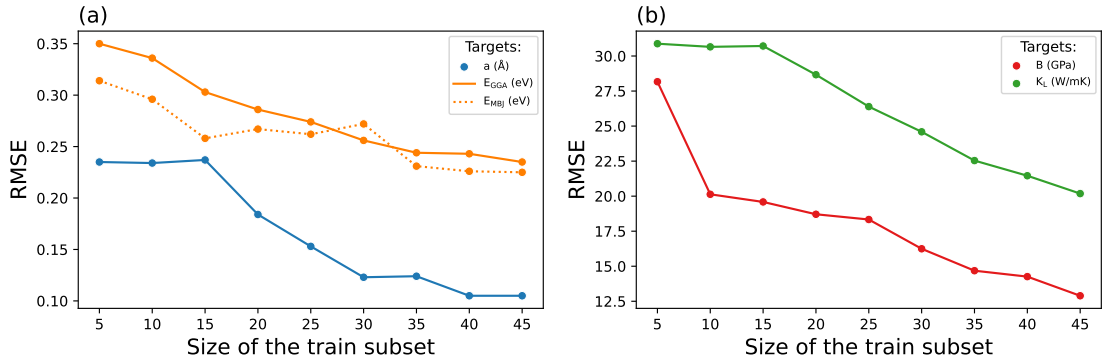 (a)
RMSE
0.35
0.30
0.25
0.20
0.15
0.10
5 10 15 20 25 30 35 40 45
Size of the train subset
Targets:
a (Å)
E_GGA (eV)
E_MBJ (eV)
(b)
RMSE
30.0
27.5
25.0
22.5
20.0
17.5
15.0
12.5
5 10 15 20 25 30 35 40 45
Size of the train subset
Targets:
B (GPa)
K_L (W/mK)